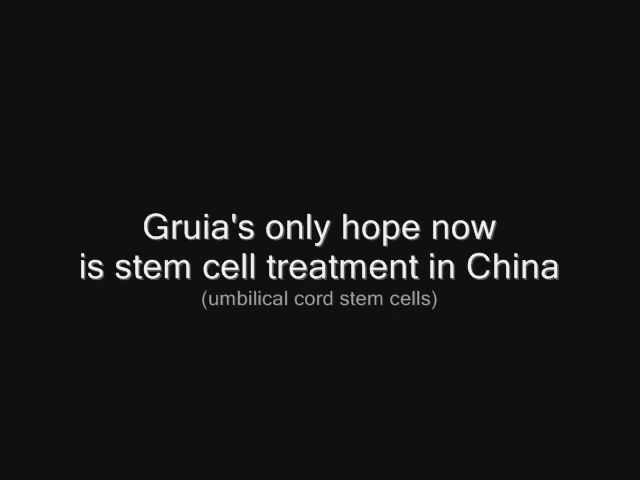 Gruia's only hope now
is stem cell treatment in China
(umbilical cord stem cells)